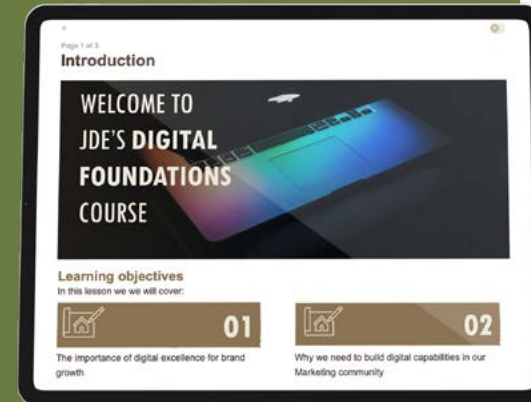 Page 1 of 5
Introduction
WELCOME TO
JDE'S DIGITAL
FOUNDATIONS
COURSE
Learning objectives
In this lesson we we will cover:
01
The importance of digital excellence for brand
growth
02
Why we need to build digital capabilities in our
Marketing community